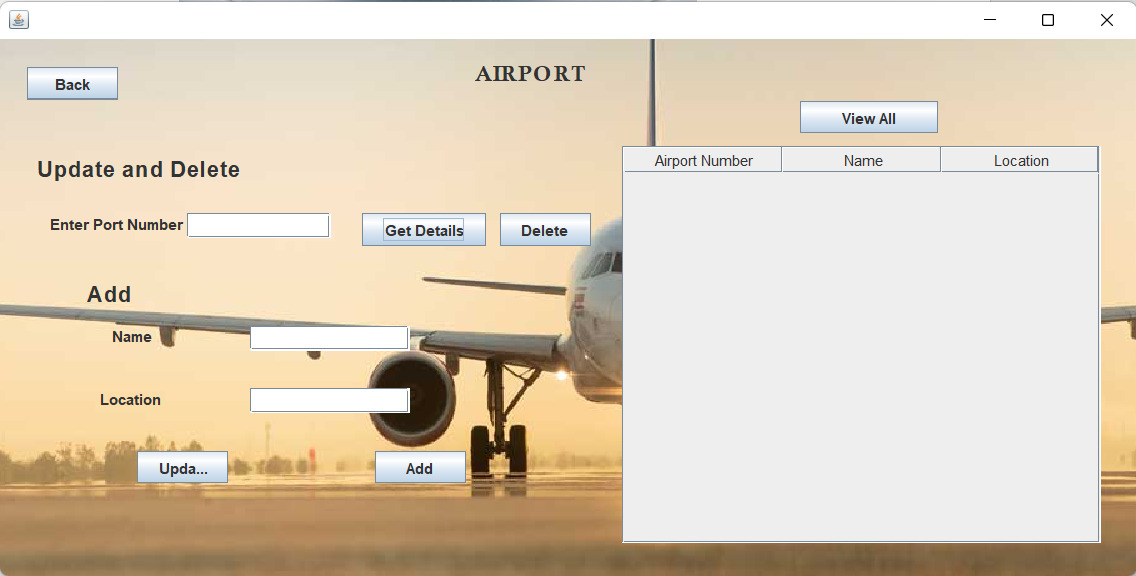 AIRPORT
Back
View All
Airport Number Name Location
Update and Delete
Enter Port Number Get Details Delete
Add
Name
Location
Upda... Add